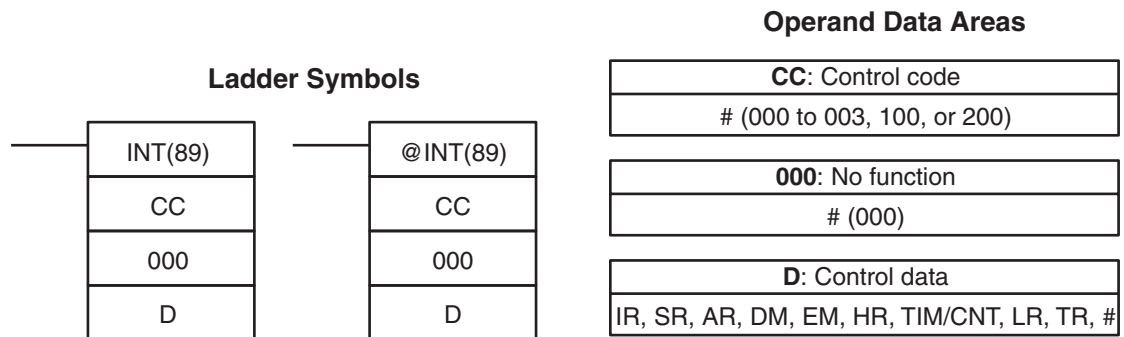 Ladder Symbols
INT(89)
CC
000
D
@INT(89)
CC
000
D
Operand Data Areas
CC: Control code
# (000 to 003, 100, or 200)
000: No function
# (000)
D: Control data
IR, SR, AR, DM, EM, HR, TIM/CNT, LR, TR, #